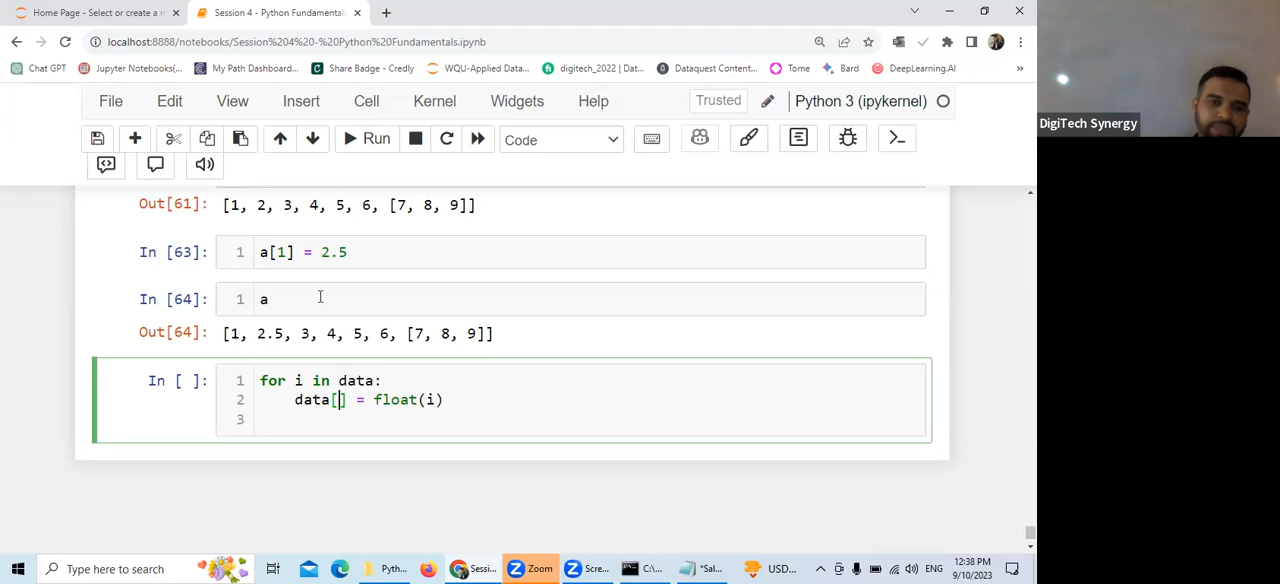 Home Page - Select or create a n
Session 4 - Python Fundamentals
localhost:8888/notebooks/Session%204%20-%20Python%20Fundamentals.ipynb
Chat GPT
Jupyter Notebooks(...
My Path Dashboard...
Share Badge - Credly
WQU-Applied Data...
digitech_2022 | Dat...
Dataquest Content...
Tome
Bard
DeepLearning.AI
»
File
Edit
View
Insert
Cell
Kernel
Widgets
Help
Trusted
Python 3 (ipykernel)
Run
Code
DigiTech Synergy
Out[61]: [1, 2, 3, 4, 5, 6, [7, 8, 9]]
In [63]: 1 a[1] = 2.5
In [64]: 1 a
Out[64]: [1, 2.5, 3, 4, 5, 6, [7, 8, 9]]
In [ ]: 1 for i in data:
2 data[] = float(i)
3
Type here to search
Pyth...
Sessi...
Zoom
Scre...
C:\...
*Sal...
USD...
ENG
12:38 PM
9/10/2023